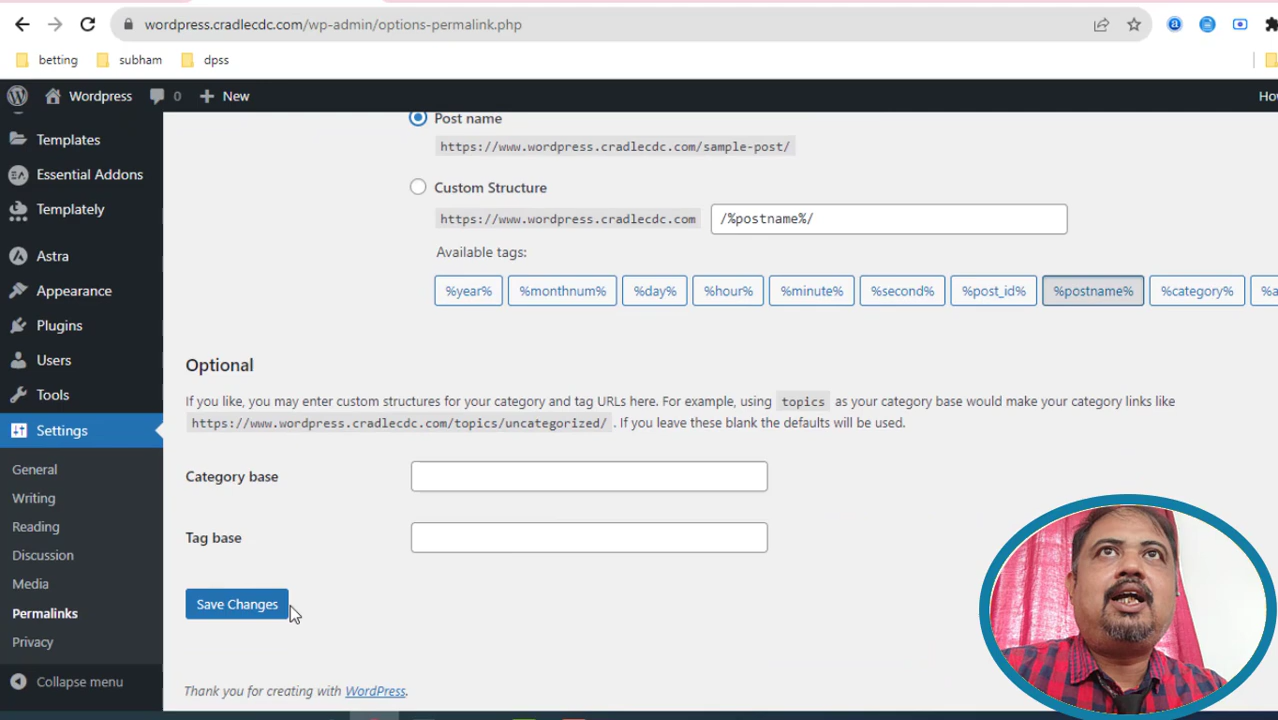 wordpress.cradlecdc.com/wp-admin/options-permalink.php
betting subham dpss
Wordpress 0 New
Templates
Essential Addons
Templately
Astra
Appearance
Plugins
Users
Tools
Settings
General
Writing
Reading
Discussion
Media
Permalinks
Privacy
Collapse menu
Post name
https://www.wordpress.cradlecdc.com/sample-post/
Custom Structure
https://www.wordpress.cradlecdc.com /%postname%/
Available tags:
%year% %monthnum% %day% %hour% %minute% %second% %post_id% %postname% %category%
Optional
If you like, you may enter custom structures for your category and tag URLs here. For example, using topics as your category base would make your category links like
https://www.wordpress.cradlecdc.com/topics/uncategorized/ . If you leave these blank the defaults will be used.
Category base
Tag base
Save Changes
Thank you for creating with WordPress.